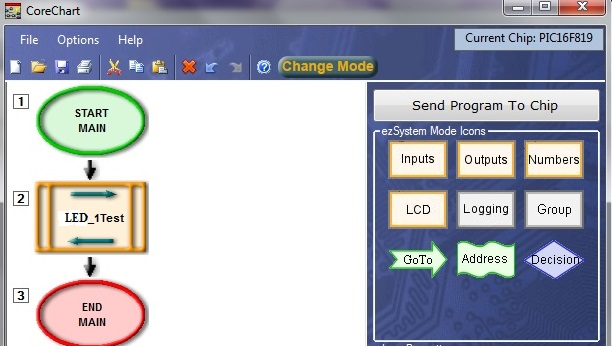 CoreChart
File Options Help
Current Chip: PIC16F819
Change Mode
1
START
MAIN
2
LED_1Test
3
END
MAIN
Send Program To Chip
ezSystem Mode Icons
Inputs Outputs Numbers
LCD Logging Group
GoTo Address Decision